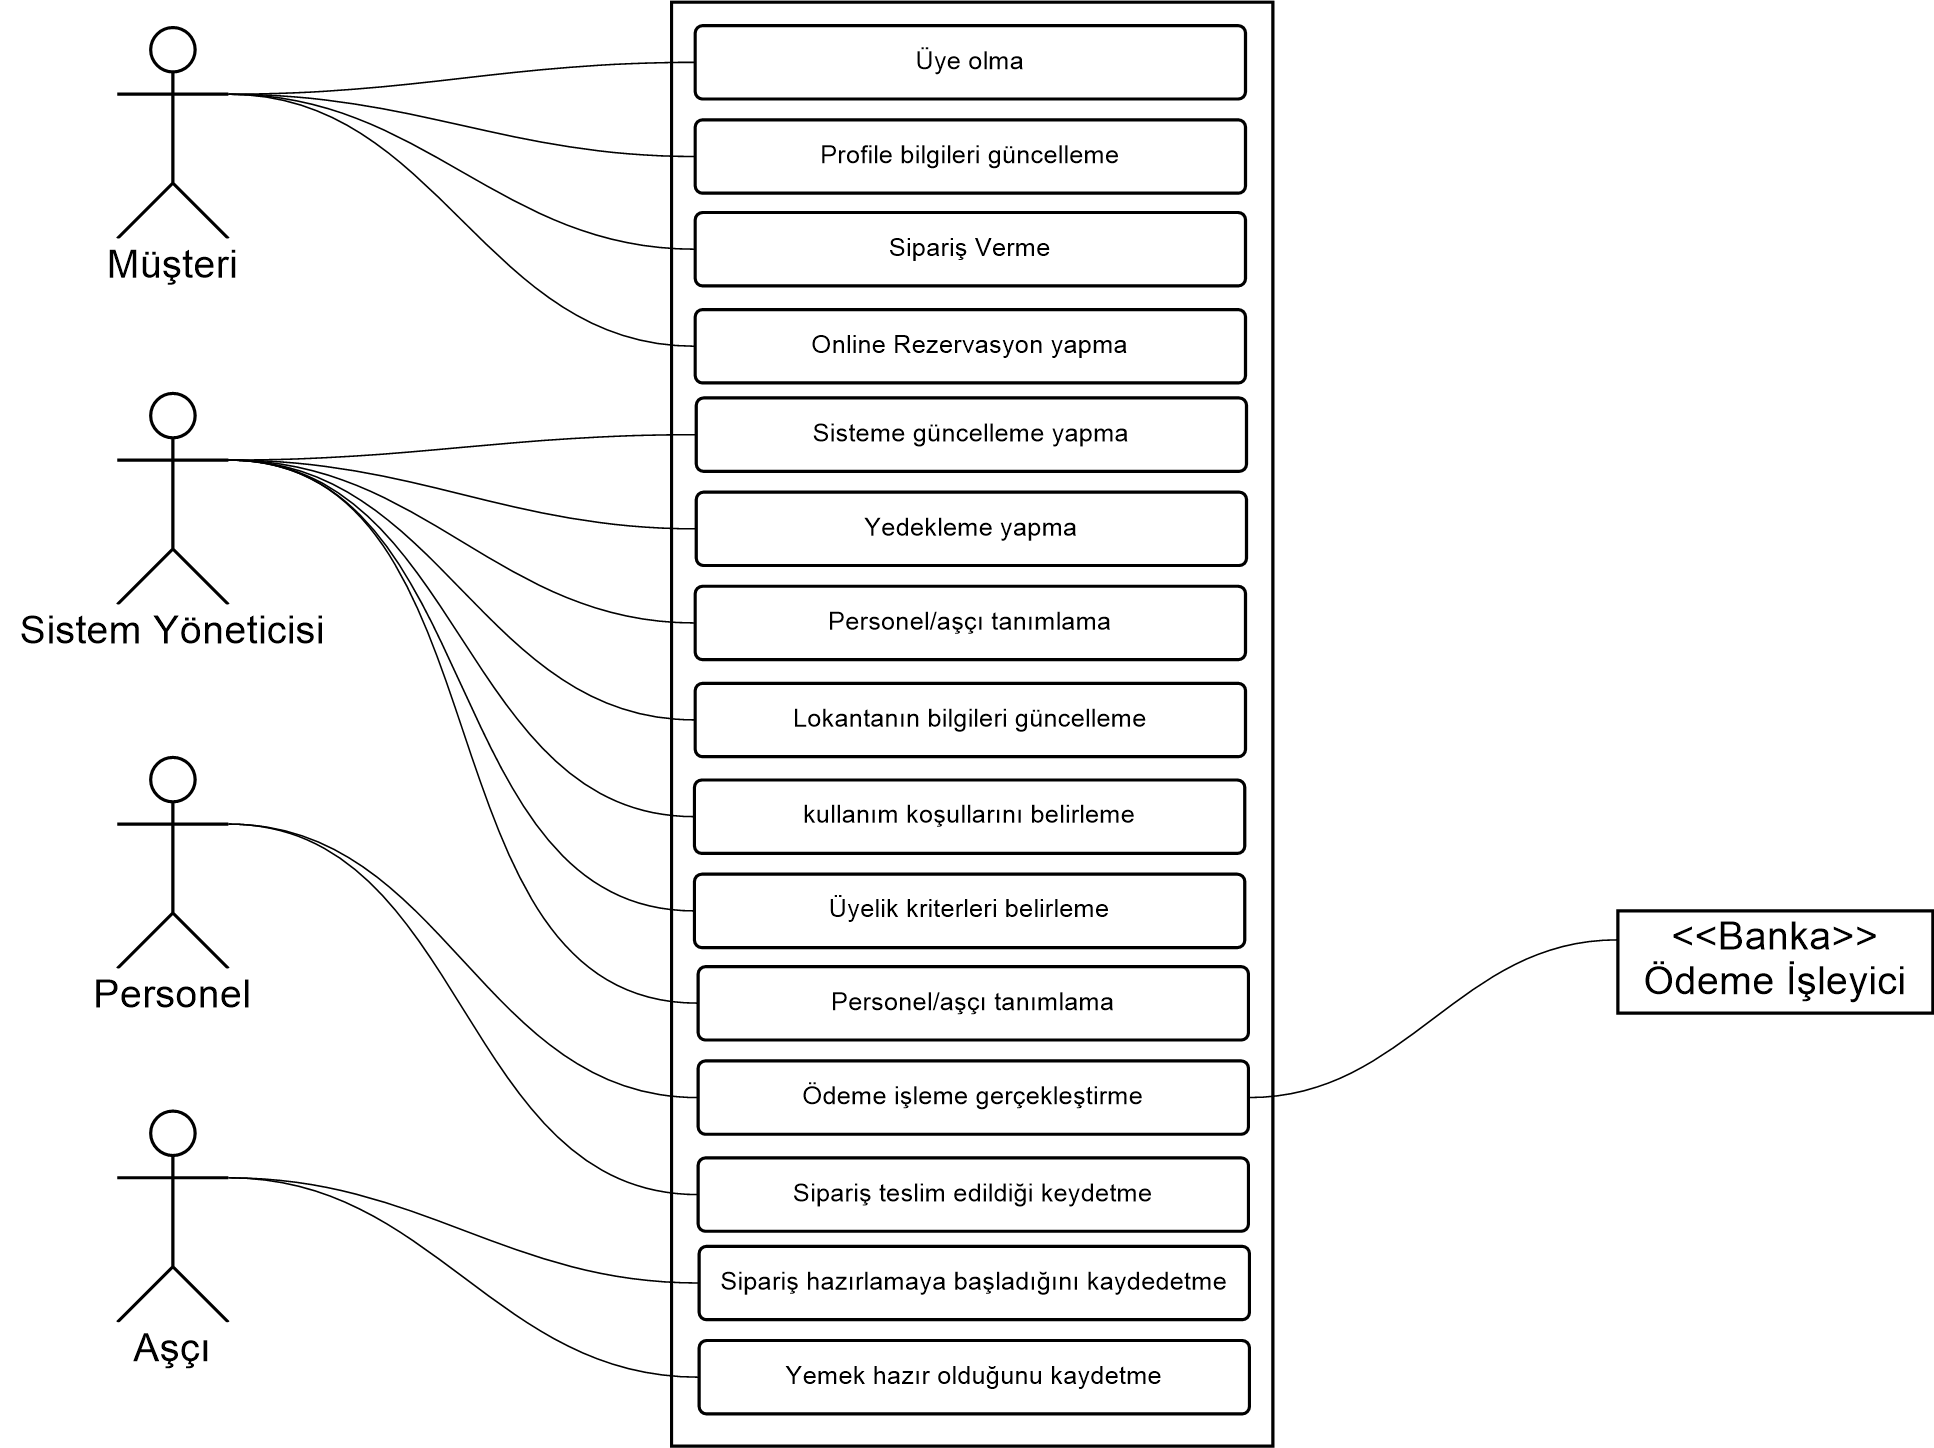 Müşteri
Sistem Yöneticisi
Personel
Aşçı
Üye olma
Profile bilgileri güncelleme
Sipariş Verme
Online Rezervasyon yapma
Sisteme güncelleme yapma
Yedekleme yapma
Personel/aşçı tanımlama
Lokantanın bilgileri güncelleme
kullanım koşullarını belirleme
Üyelik kriterleri belirleme
Personel/aşçı tanımlama
Ödeme işleme gerçekleştirme
Sipariş teslim edildiği keydetme
Sipariş hazırlamaya başladığını kaydedetme
Yemek hazır olduğunu kaydetme
<<Banka>>
Ödeme İşleyici